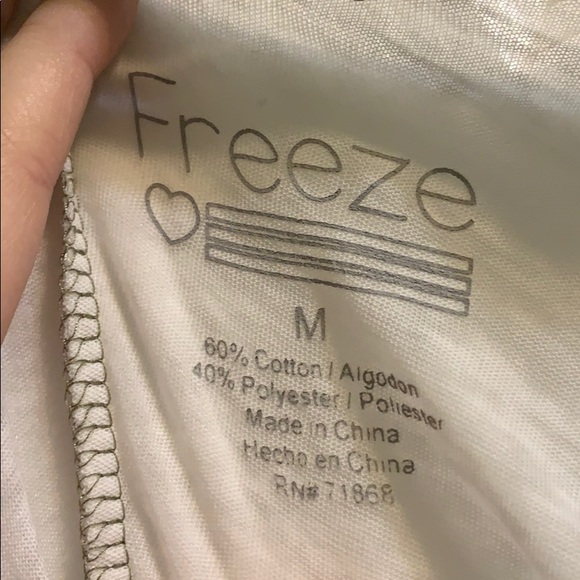 Freeze
M
60% Cotton / Algodon
40% Polyester / Poliester
Made in China
Hecho en China
RN# 71868